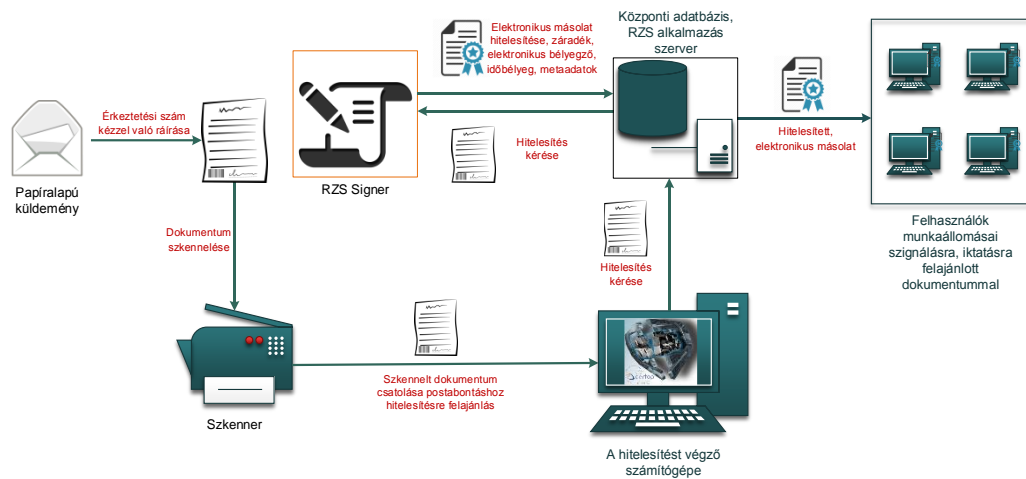 Elektronikus másolat
hitelesítése, záradék,
elektronikus bélyegző,
időbélyeg, metaadatok
Központi adatbázis,
RZS alkalmazás
szerver
Érkeztetési szám
kézzel való ráírása
Hitelesítés
kérése
Hitelesített,
elektronikus másolat
Papíralapú
küldemény
RZS Signer
Dokumentum
szkennelése
Hitelesítés
kérése
Felhasználók
munkaállomásai
szignálásra, iktatásra
felajánlott
dokumentummal
Szkennelt dokumentum
csatolása postabontáshoz
hitelesítésre felajánlás
Szkenner
A hitelesítést végző
számítógépe